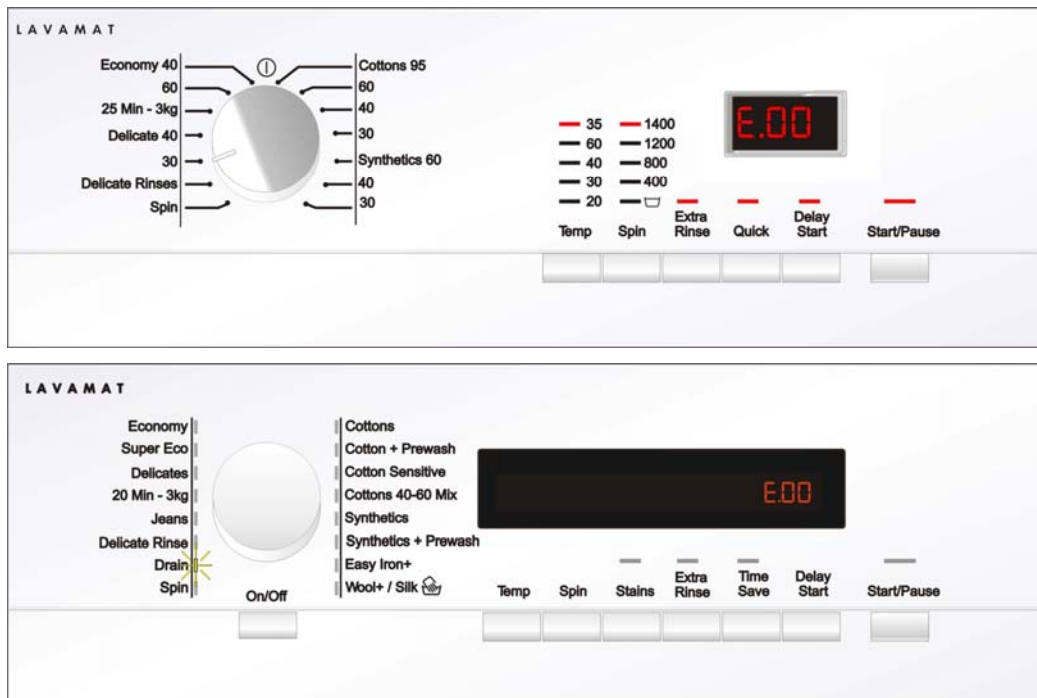 LAVAMAT
Economy 40
60
25 Min - 3kg
Delicate 40
30
Delicate Rinses
Spin
Cottons 95
60
40
30
Synthetics 60
40
30
35
60
40
30
20
Temp
1400
1200
800
400
Spin
Extra
Rinse
Quick
Delay
Start
Start/Pause
E.00
LAVAMAT
Economy
Super Eco
Delicates
20 Min - 3kg
Jeans
Delicate Rinse
Drain
Spin
On/Off
Cottons
Cotton + Prewash
Cotton Sensitive
Cottons 40-60 Mix
Synthetics
Synthetics + Prewash
Easy Iron+
Wool+ / Silk
E.00
Temp
Spin
Stains
Extra
Rinse
Time
Save
Delay
Start
Start/Pause